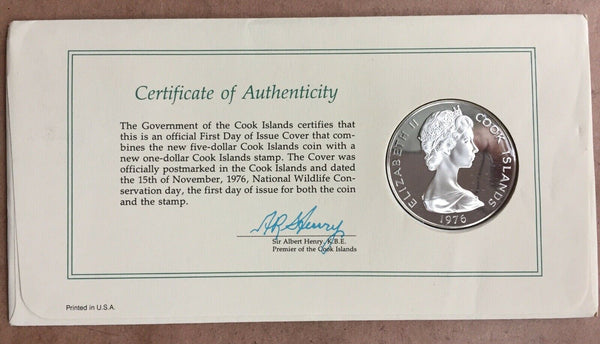 Certificate of Authenticity
The Government of the Cook Islands certifies that
this is an official First Day of Issue Cover that com-
bines the new five-dollar Cook Islands coin with a
new one-dollar Cook Islands stamp. The Cover was
officially postmarked in the Cook Islands and dated
the 15th of November, 1976, National Wildlife Con-
servation day, the first day of issue for both the coin
and the stamp.
AR Henry
Sir Albert Henry, K.B.E.
Premier of the Cook Islands
ELIZABETH II COOK ISLANDS
1976
Printed in U.S.A.